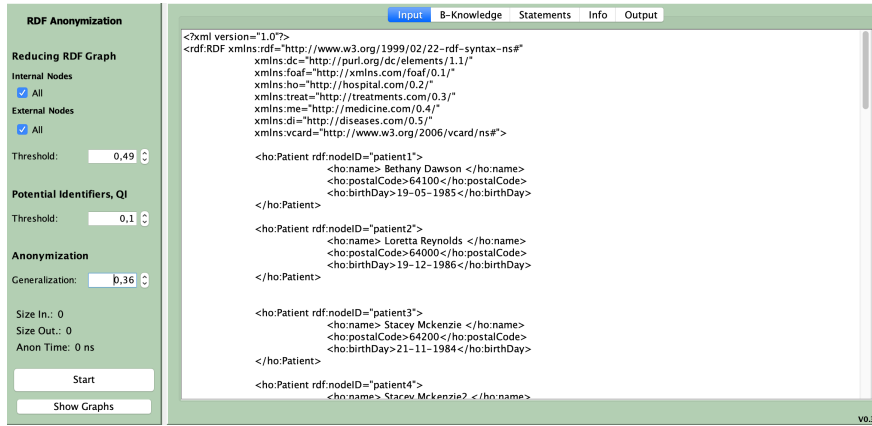 RDF Anonymization
Reducing RDF Graph
Internal Nodes
All
External Nodes
All
Threshold: 0,49
Potential Identifiers, QI
Threshold: 0,1
Anonymization
Generalization: 0,36
Size In.: 0
Size Out.: 0
Anon Time: 0 ns
Start
Show Graphs
Input B-Knowledge Statements Info Output
<?xml version="1.0"?>
<rdf:RDF xmlns:rdf="http://www.w3.org/1999/02/22-rdf-syntax-ns#"
xmlns:dc="http://purl.org/dc/elements/1.1/"
xmlns:foaf="http://xmlns.com/foaf/0.1/"
xmlns:ho="http://hospital.com/0.2/"
xmlns:treat="http://treatments.com/0.3/"
xmlns:me="http://medicine.com/0.4/"
xmlns:di="http://diseases.com/0.5/"
xmlns:vcard="http://www.w3.org/2006/vcard/ns#">
<ho:Patient rdf:nodeID="patient1">
<ho:name> Bethany Dawson </ho:name>
<ho:postalCode>64100</ho:postalCode>
<ho:birthDay>19-05-1985</ho:birthDay>
</ho:Patient>
<ho:Patient rdf:nodeID="patient2">
<ho:name> Loretta Reynolds </ho:name>
<ho:postalCode>64000</ho:postalCode>
<ho:birthDay>19-12-1986</ho:birthDay>
</ho:Patient>
<ho:Patient rdf:nodeID="patient3">
<ho:name> Stacey Mckenzie </ho:name>
<ho:postalCode>64200</ho:postalCode>
<ho:birthDay>21-11-1984</ho:birthDay>
</ho:Patient>
<ho:Patient rdf:nodeID="patient4">
<ho:name> Stacey Mckenzie2 </ho:name>